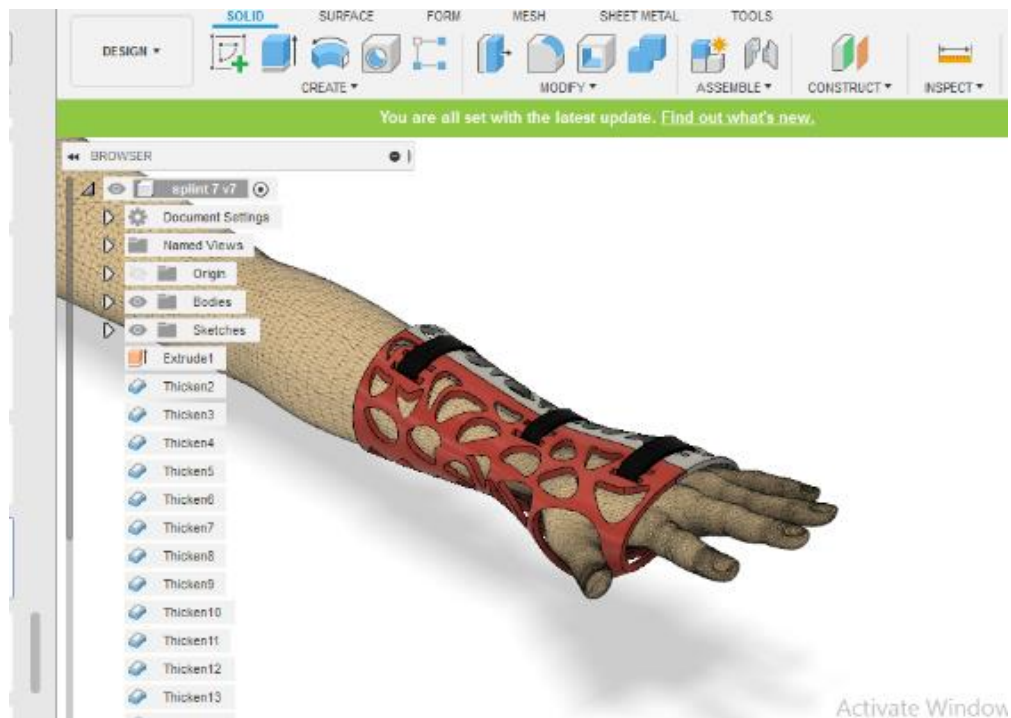 SOLID SURFACE FORM MESH SHEET METAL TOOLS
DESIGN
CREATE MODIFY ASSEMBLE CONSTRUCT INSPECT
You are all set with the latest update. Find out what's new.
BROWSER
splint 7 v7
Document Settings
Named Views
Origin
Bodies
Sketches
Extrude1
Thicken2
Thicken3
Thicken4
Thicken5
Thicken6
Thicken7
Thicken8
Thicken9
Thicken10
Thicken11
Thicken12
Thicken13
Activate Window